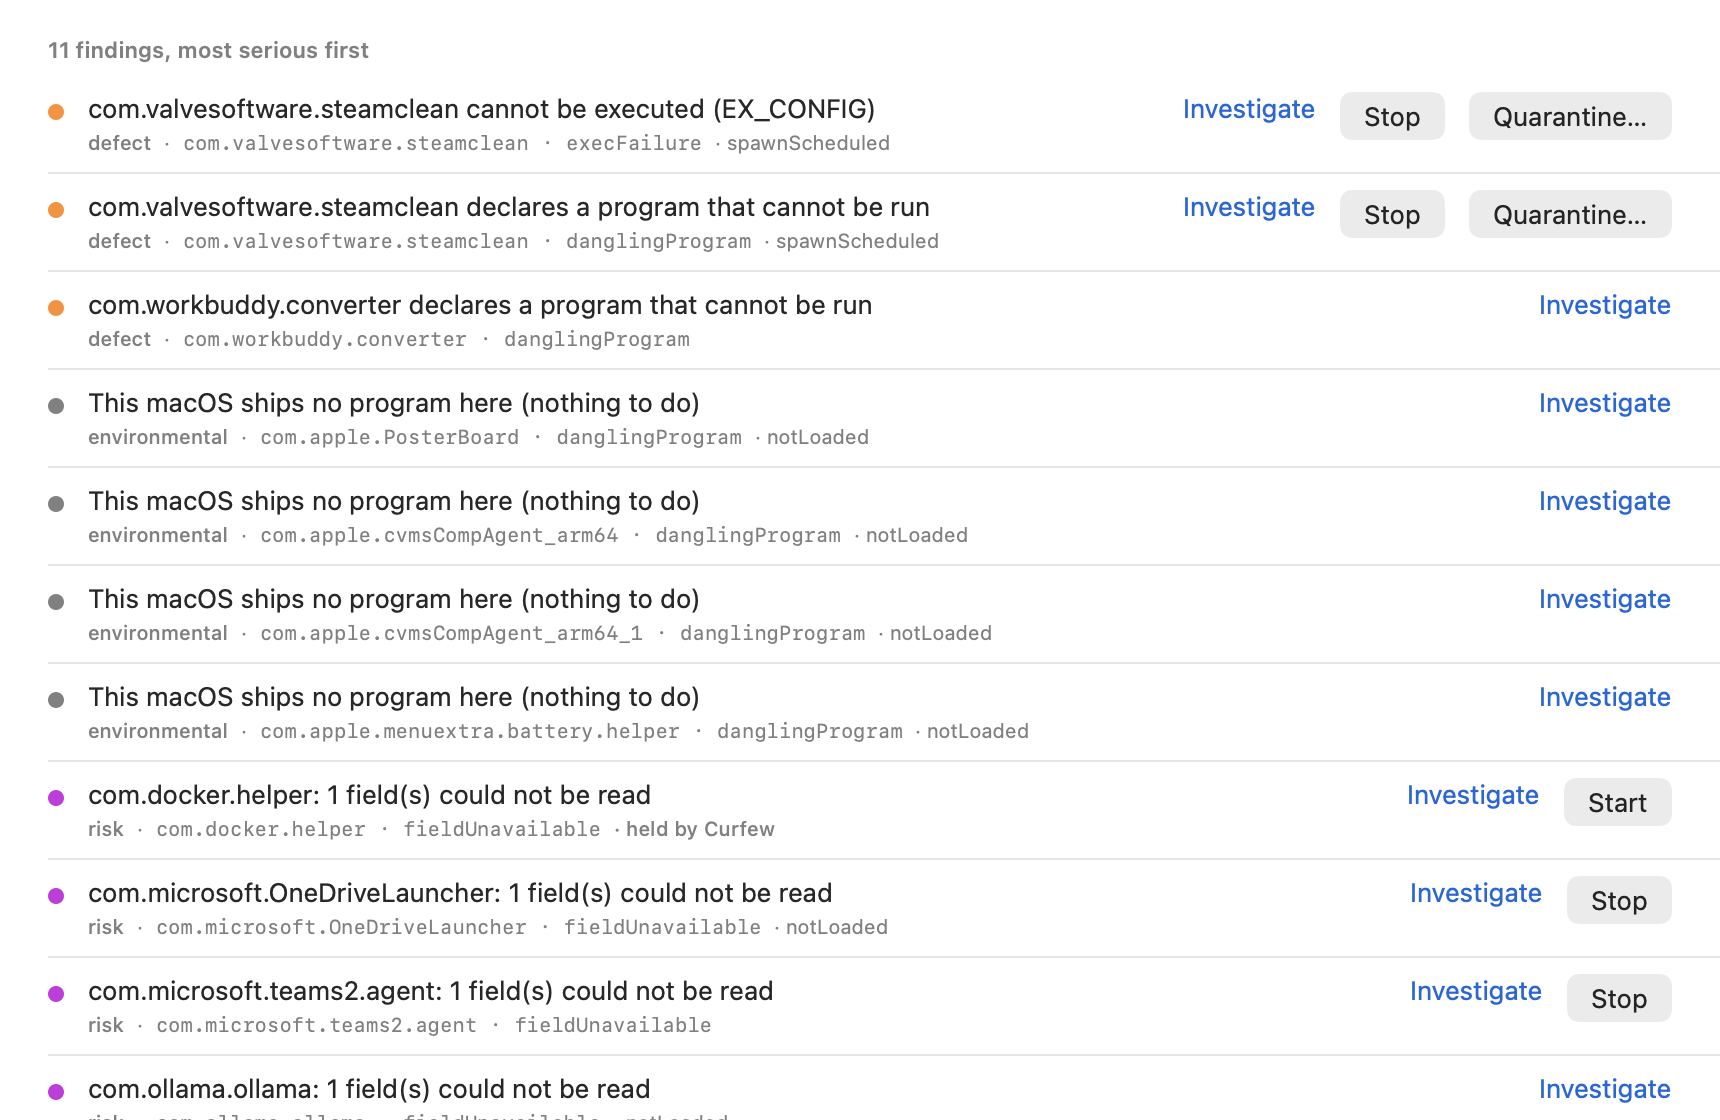 11 findings, most serious first
com.valvesoftware.steamclean cannot be executed (EX_CONFIG)
Investigate
Stop
Quarantine...
defect · com.valvesoftware.steamclean · execFailure · spawnScheduled
com.valvesoftware.steamclean declares a program that cannot be run
Investigate
Stop
Quarantine...
defect · com.valvesoftware.steamclean · danglingProgram · spawnScheduled
com.workbuddy.converter declares a program that cannot be run
Investigate
defect · com.workbuddy.converter · danglingProgram
This macOS ships no program here (nothing to do)
Investigate
environmental · com.apple.PosterBoard · danglingProgram · notLoaded
This macOS ships no program here (nothing to do)
Investigate
environmental · com.apple.cvmsCompAgent_arm64 · danglingProgram · notLoaded
This macOS ships no program here (nothing to do)
Investigate
environmental · com.apple.cvmsCompAgent_arm64_1 · danglingProgram · notLoaded
This macOS ships no program here (nothing to do)
Investigate
environmental · com.apple.menuextra.battery.helper · danglingProgram · notLoaded
com.docker.helper: 1 field(s) could not be read
Investigate
Start
risk · com.docker.helper · fieldUnavailable · held by Curfew
com.microsoft.OneDriveLauncher: 1 field(s) could not be read
Investigate
Stop
risk · com.microsoft.OneDriveLauncher · fieldUnavailable · notLoaded
com.microsoft.teams2.agent: 1 field(s) could not be read
Investigate
Stop
risk · com.microsoft.teams2.agent · fieldUnavailable
com.ollama.ollama: 1 field(s) could not be read
Investigate